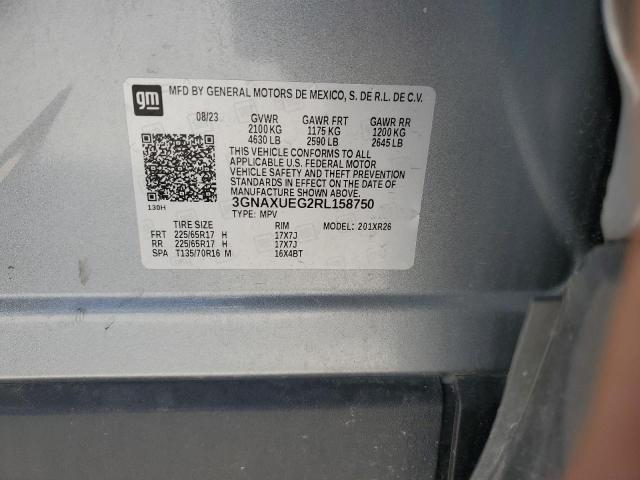 gm
MFD BY GENERAL MOTORS DE MEXICO, S. DE R.L. DE C.V.
08/23 GVWR GAWR FRT GAWR RR
2100 KG 1175 KG 1200 KG
4630 LB 2590 LB 2645 LB
THIS VEHICLE CONFORMS TO ALL
APPLICABLE U.S. FEDERAL MOTOR
VEHICLE SAFETY AND THEFT PREVENTION
STANDARDS IN EFFECT ON THE DATE OF
MANUFACTURE SHOWN ABOVE.
3GNAXUEG2RL158750
130H TYPE: MPV
TIRE SIZE RIM MODEL: 201XR26
FRT 225/65R17 H 17X7J
RR 225/65R17 H 17X7J
SPA T135/70R16 M 16X4BT